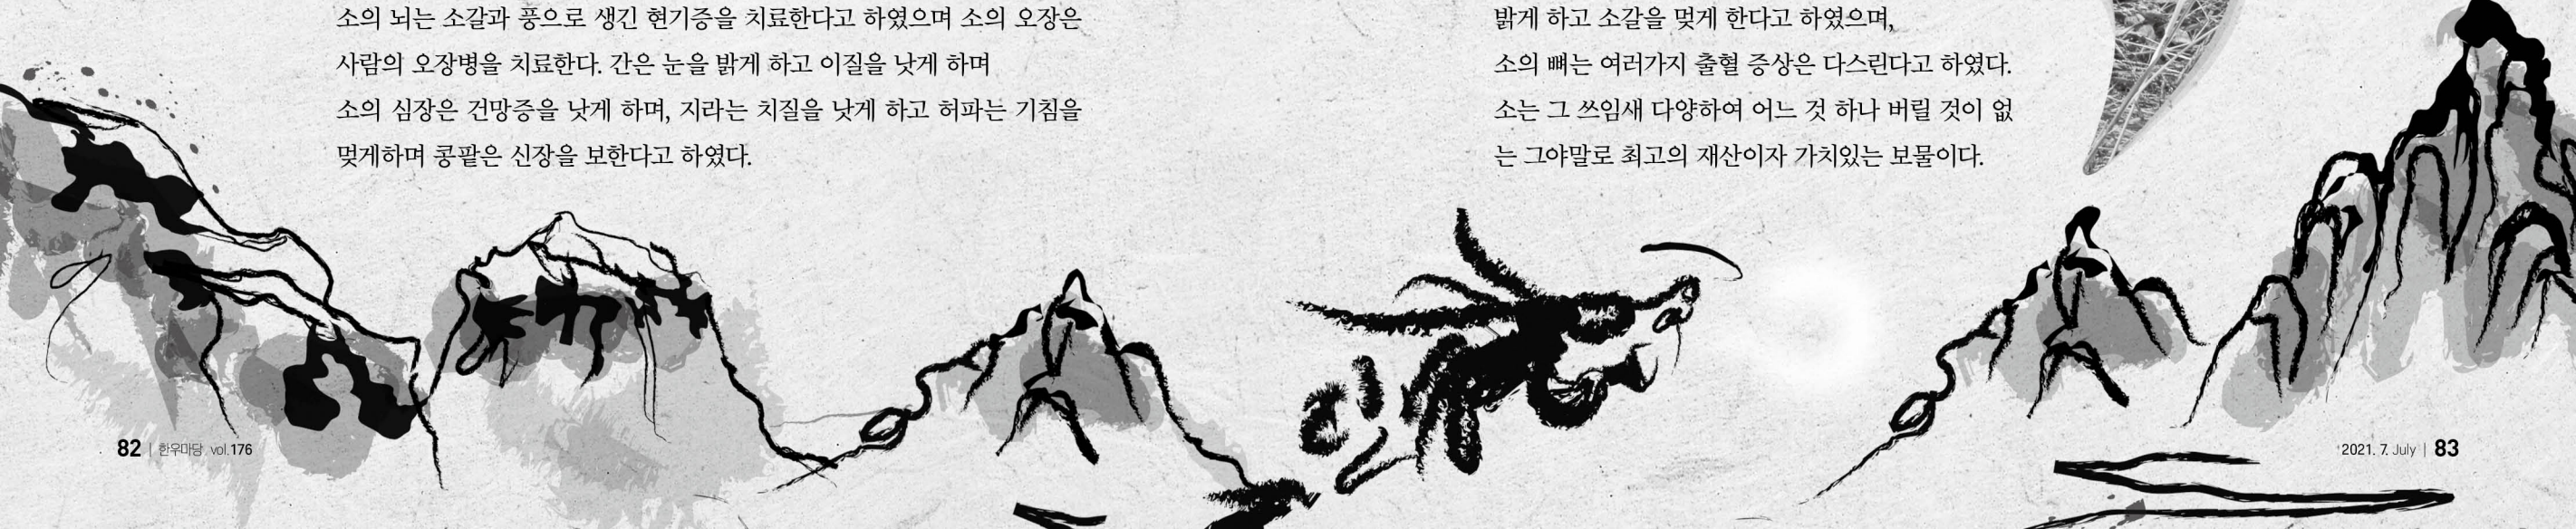 소의 뇌는 소갈과 풍으로 생긴 현기증을 치료한다고 하였으며 소의 오장은
사람의 오장병을 치료한다. 간은 눈을 밝게 하고 이질을 낫게 하며
소의 심장은 건망증을 낫게 하며, 지라는 치질을 낫게 하고 허파는 기침을
멎게하며 콩팥은 신장을 보한다고 하였다.
밝게 하고 소갈을 멎게 한다고 하였으며,
소의 뼈는 여러가지 출혈 증상은 다스린다고 하였다.
소는 그 쓰임새 다양하여 어느 것 하나 버릴 것이 없
는 그야말로 최고의 재산이자 가치있는 보물이다.
82 | 한우마당 vol.176
2021. 7. July | 83